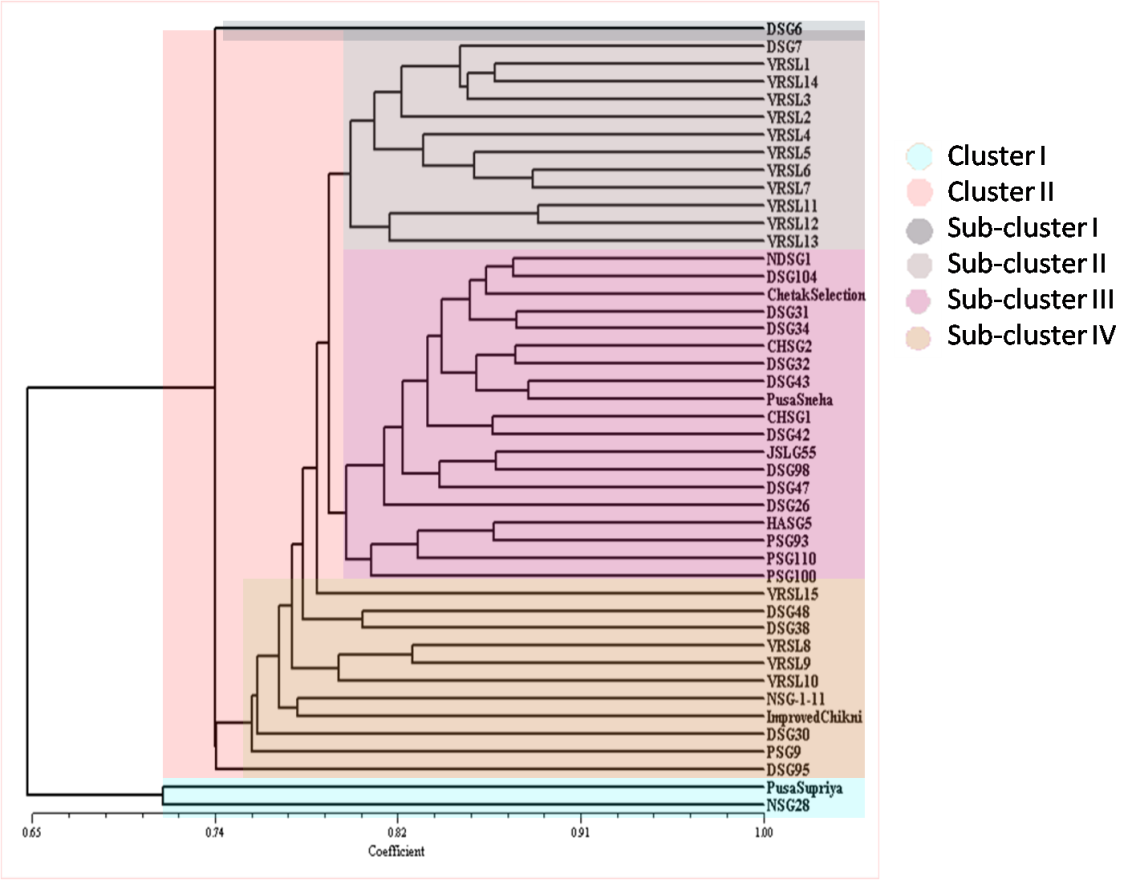 DSG6
DSG7
VRSL1
VRSL14
VRSL3
VRSL2
VRSL4
VRSL5
VRSL6
VRSL7
VRSL11
VRSL12
VRSL13
NDSG1
DSG104
ChetakSelection
DSG31
DSG34
CHSG2
DSG32
DSG43
PusaSneha
CHSG1
DSG42
JSLG55
DSG98
DSG47
DSG26
HASG5
PSG93
PSG110
PSG100
VRSL15
DSG48
DSG38
VRSL8
VRSL9
VRSL10
NSG-1-11
ImprovedChikni
DSG30
PSG9
DSG95
PusaSupriya
NSG28
0.65 0.74 0.82 0.91 1.00
Coefficient
Cluster I
Cluster II
Sub-cluster I
Sub-cluster II
Sub-cluster III
Sub-cluster IV